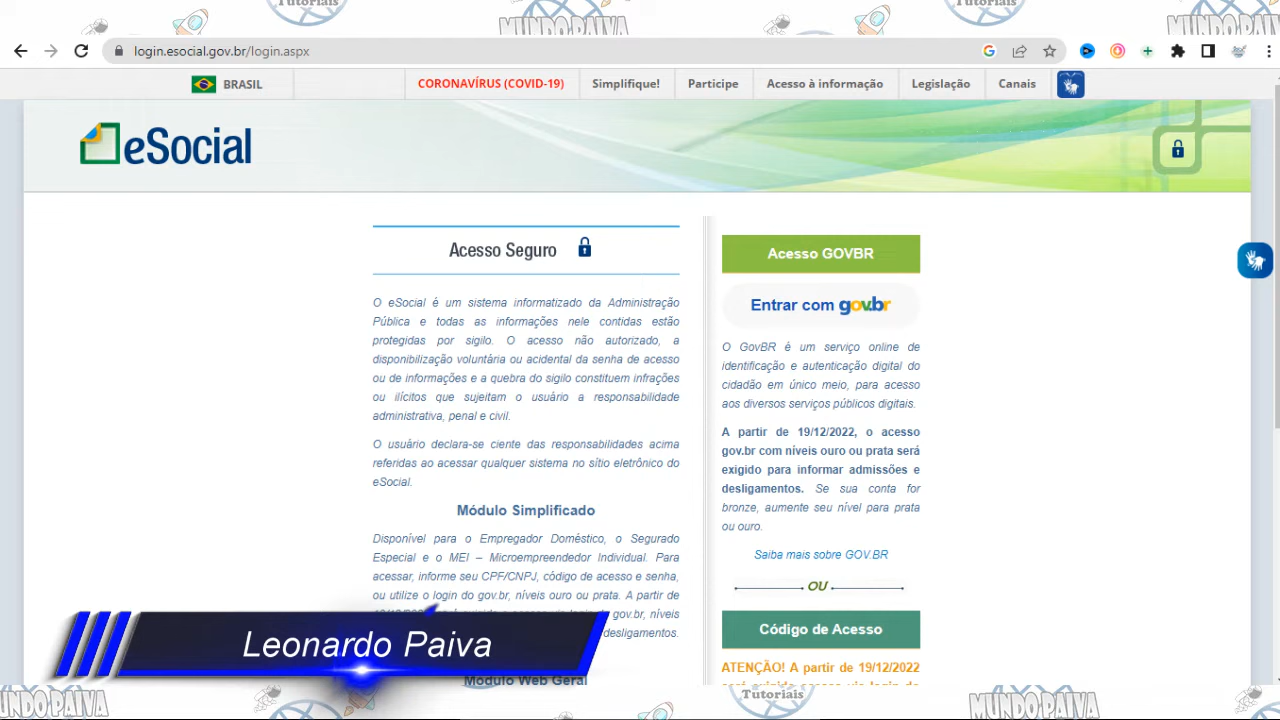 Tutoriais
Tutoriais
MUNDO PAIVA
MUNDO PAIVA
login.esocial.gov.br/login.aspx
BRASIL
CORONAVÍRUS (COVID-19)
Simplifique!
Participe
Acesso à informação
Legislação
Canais
eSocial
Acesso Seguro
O eSocial é um sistema informatizado da Administração
Pública e todas as informações nele contidas estão
protegidas por sigilo. O acesso não autorizado, a
disponibilização voluntária ou acidental da senha de acesso
ou de informações e a quebra do sigilo constituem infrações
ou ilícitos que sujeitam o usuário a responsabilidade
administrativa, penal e civil.
O usuário declara-se ciente das responsabilidades acima
referidas ao acessar qualquer sistema no sítio eletrônico do
eSocial.
Módulo Simplificado
Disponível para o Empregador Doméstico, o Segurado
Especial e o MEI – Microempreendedor Individual. Para
acessar, informe seu CPF/CNPJ, código de acesso e senha,
ou utilize o login do gov.br, níveis ouro ou prata. A partir de
gov.br, níveis
desligamentos.
Módulo Web Geral
Acesso GOVBR
Entrar com gov.br
O GovBR é um serviço online de
identificação e autenticação digital do
cidadão em único meio, para acesso
aos diversos serviços públicos digitais.
A partir de 19/12/2022, o acesso
gov.br com níveis ouro ou prata será
exigido para informar admissões e
desligamentos. Se sua conta for
bronze, aumente seu nível para prata
ou ouro.
Saiba mais sobre GOV.BR
OU
Código de Acesso
ATENÇÃO! A partir de 19/12/2022
Leonardo Paiva
MUNDO PAIVA
Tutoriais
MUNDO PAIVA